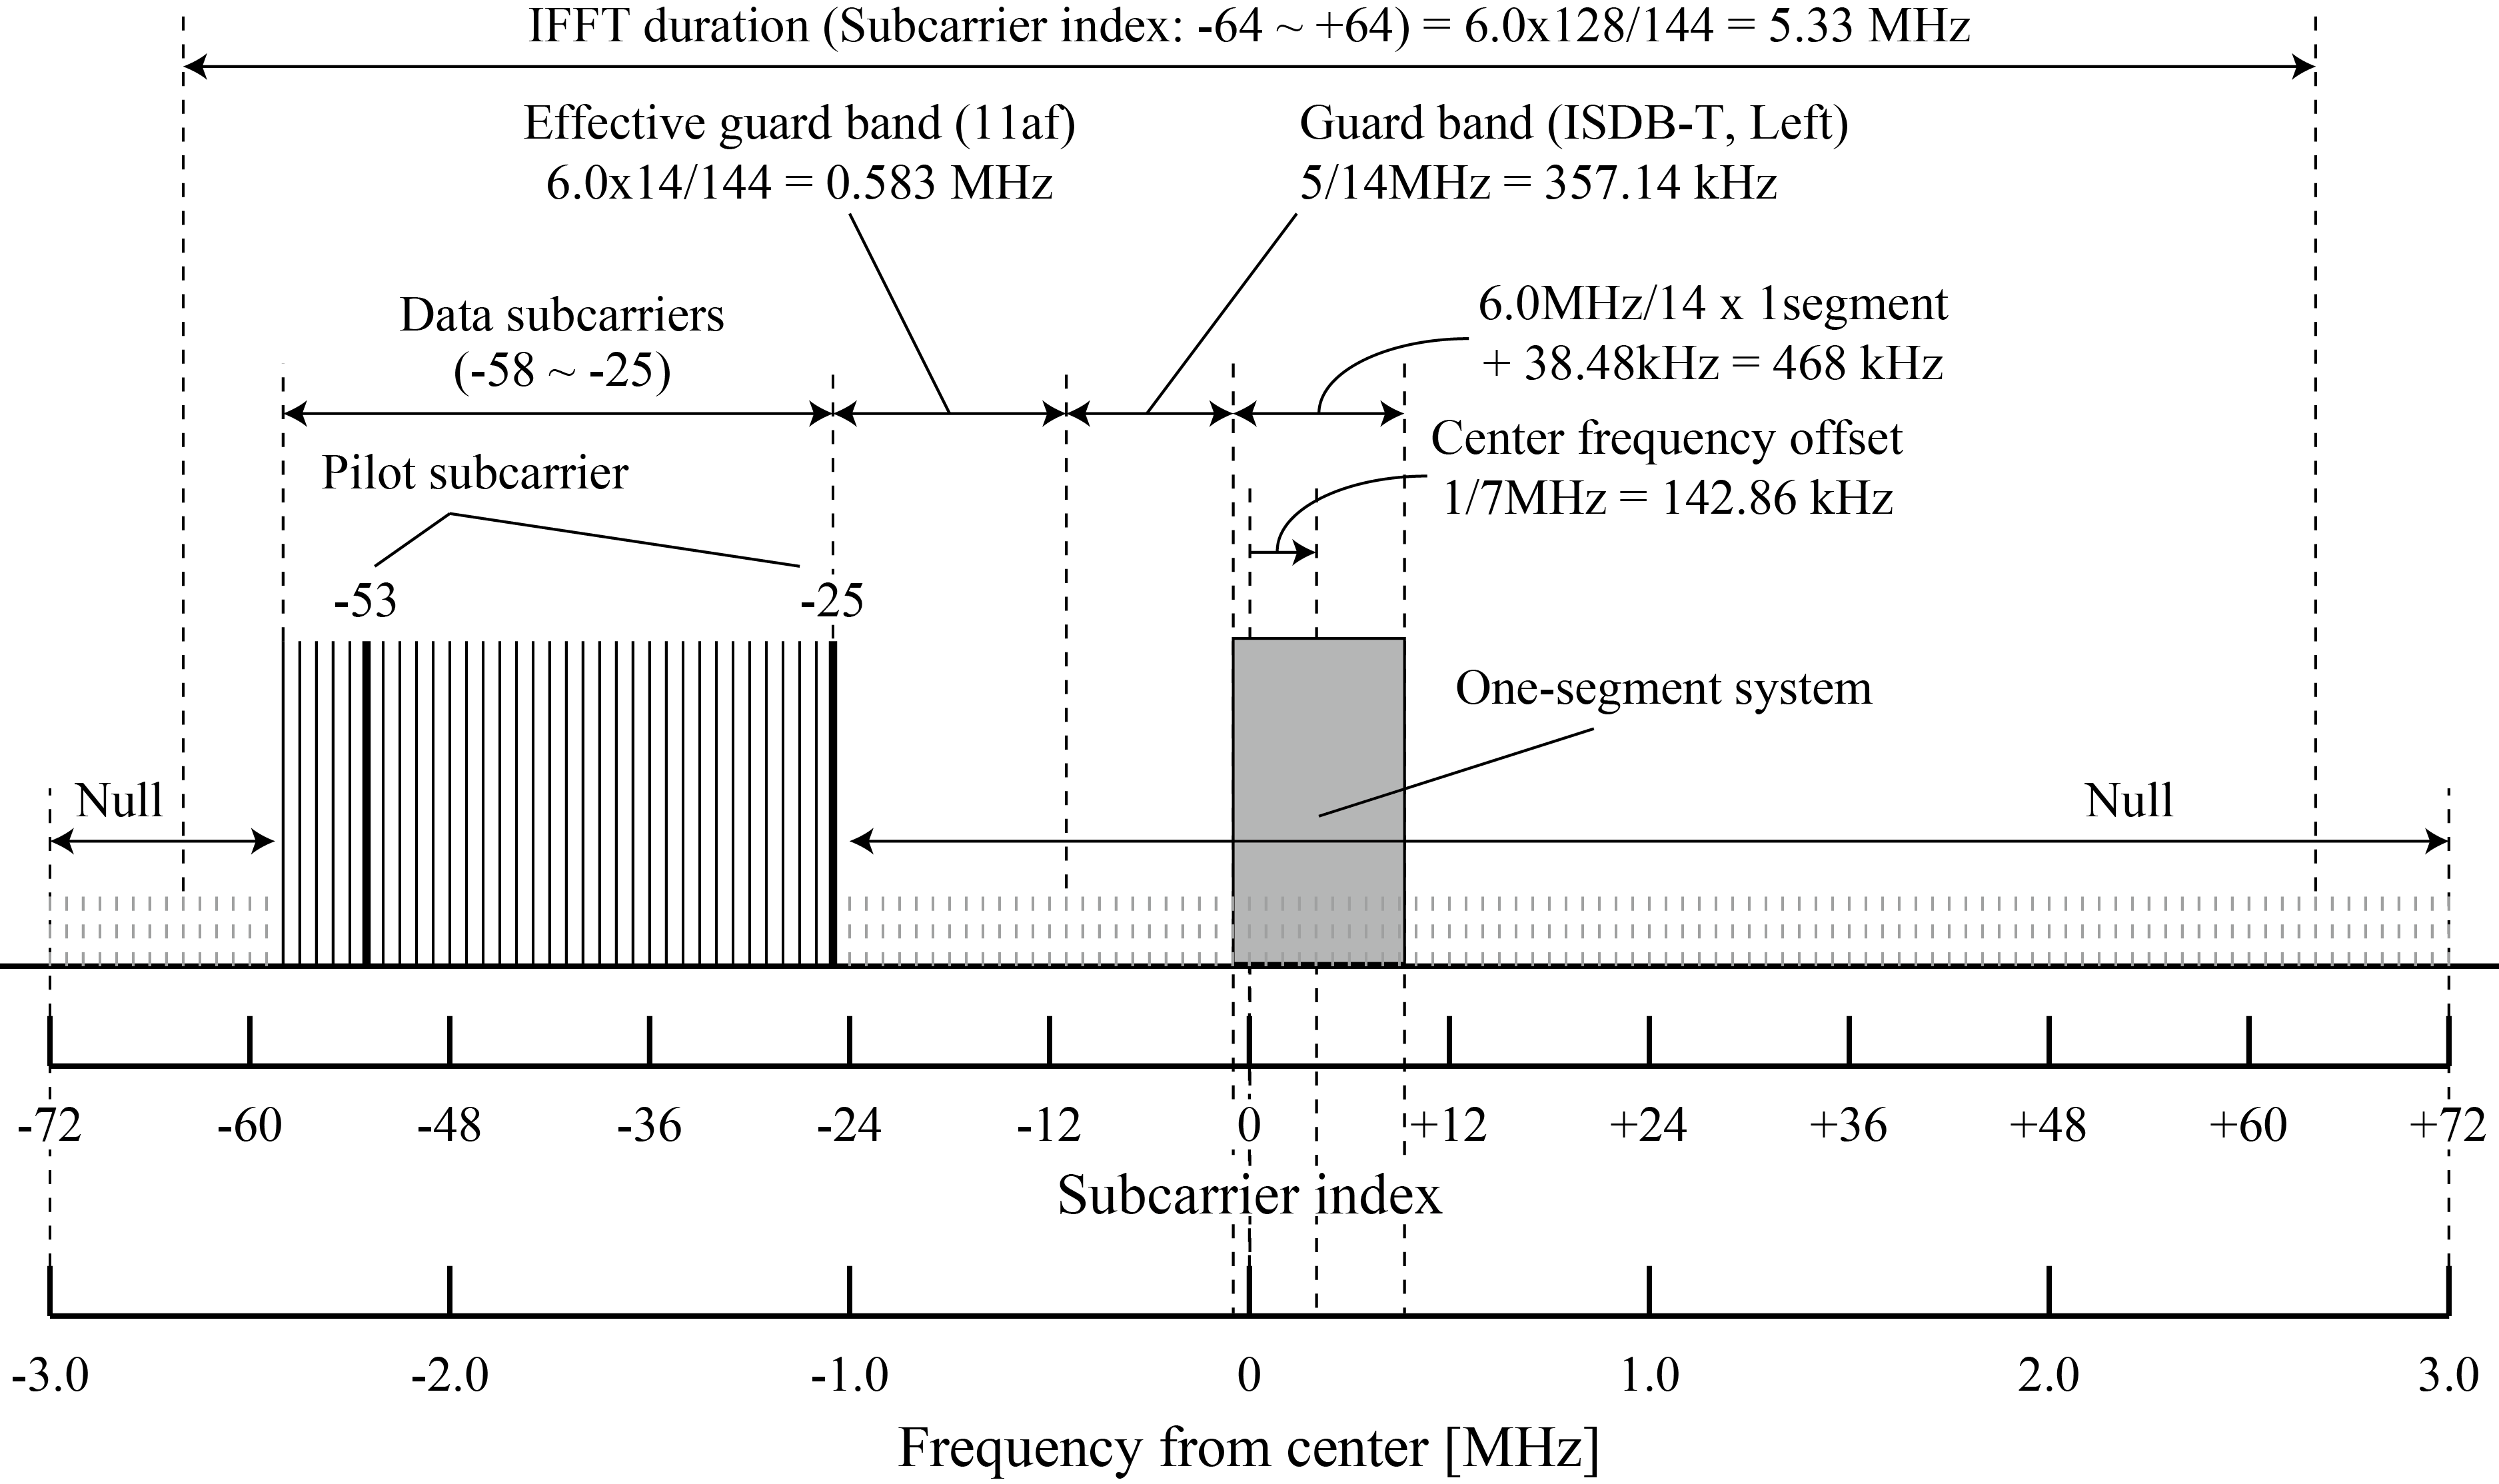 IFFT duration (Subcarrier index: -64 ~ +64) = 6.0x128/144 = 5.33 MHz
Effective guard band (11af)
6.0x14/144 = 0.583 MHz
Guard band (ISDB-T, Left)
5/14MHz = 357.14 kHz
Data subcarriers
(-58 ~ -25)
6.0MHz/14 x 1segment
+ 38.48kHz = 468 kHz
Center frequency offset
1/7MHz = 142.86 kHz
Pilot subcarrier
-53
-25
One-segment system
Null
Null
-72 -60 -48 -36 -24 -12 0 +12 +24 +36 +48 +60 +72
Subcarrier index
-3.0 -2.0 -1.0 0 1.0 2.0 3.0
Frequency from center [MHz]